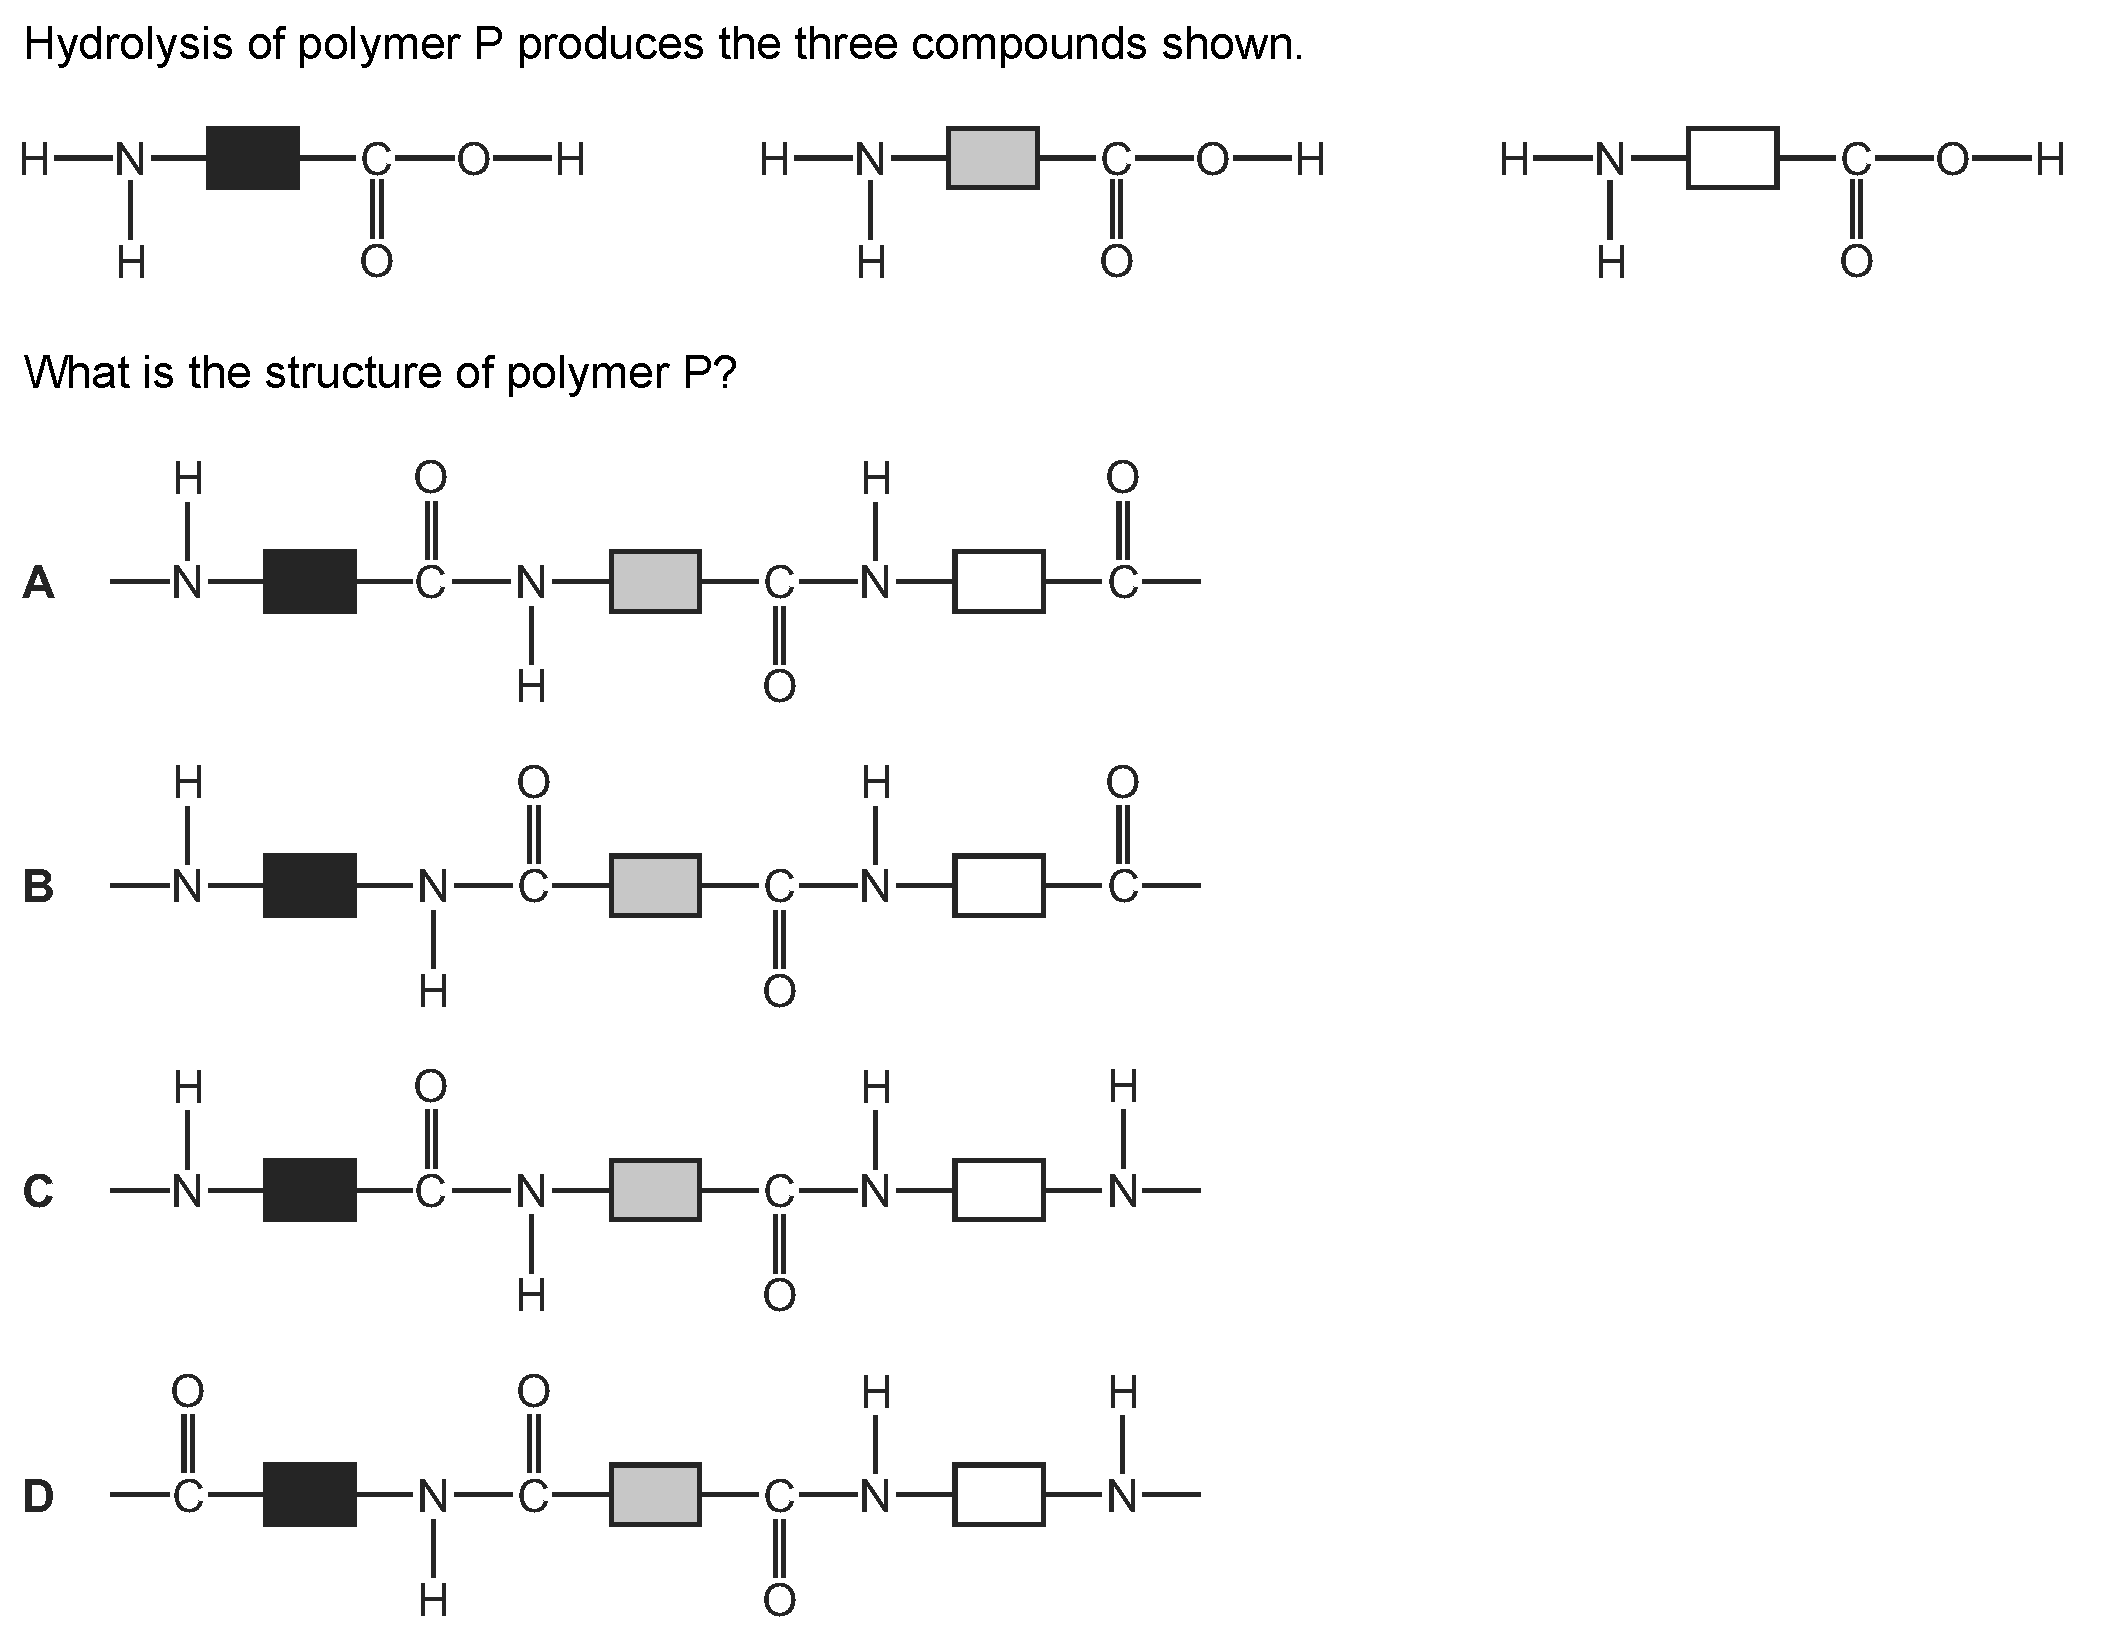 Hydrolysis of polymer P produces the three compounds shown.
H N C O H H N C O H H N C O H
H O H O H O
What is the structure of polymer P?
H O H O
A N C N C N C
H O
H O H O
B N N C C N C
H O
H O H H
C N C N C N N
H O
O O H H
D C N C C N N
H O